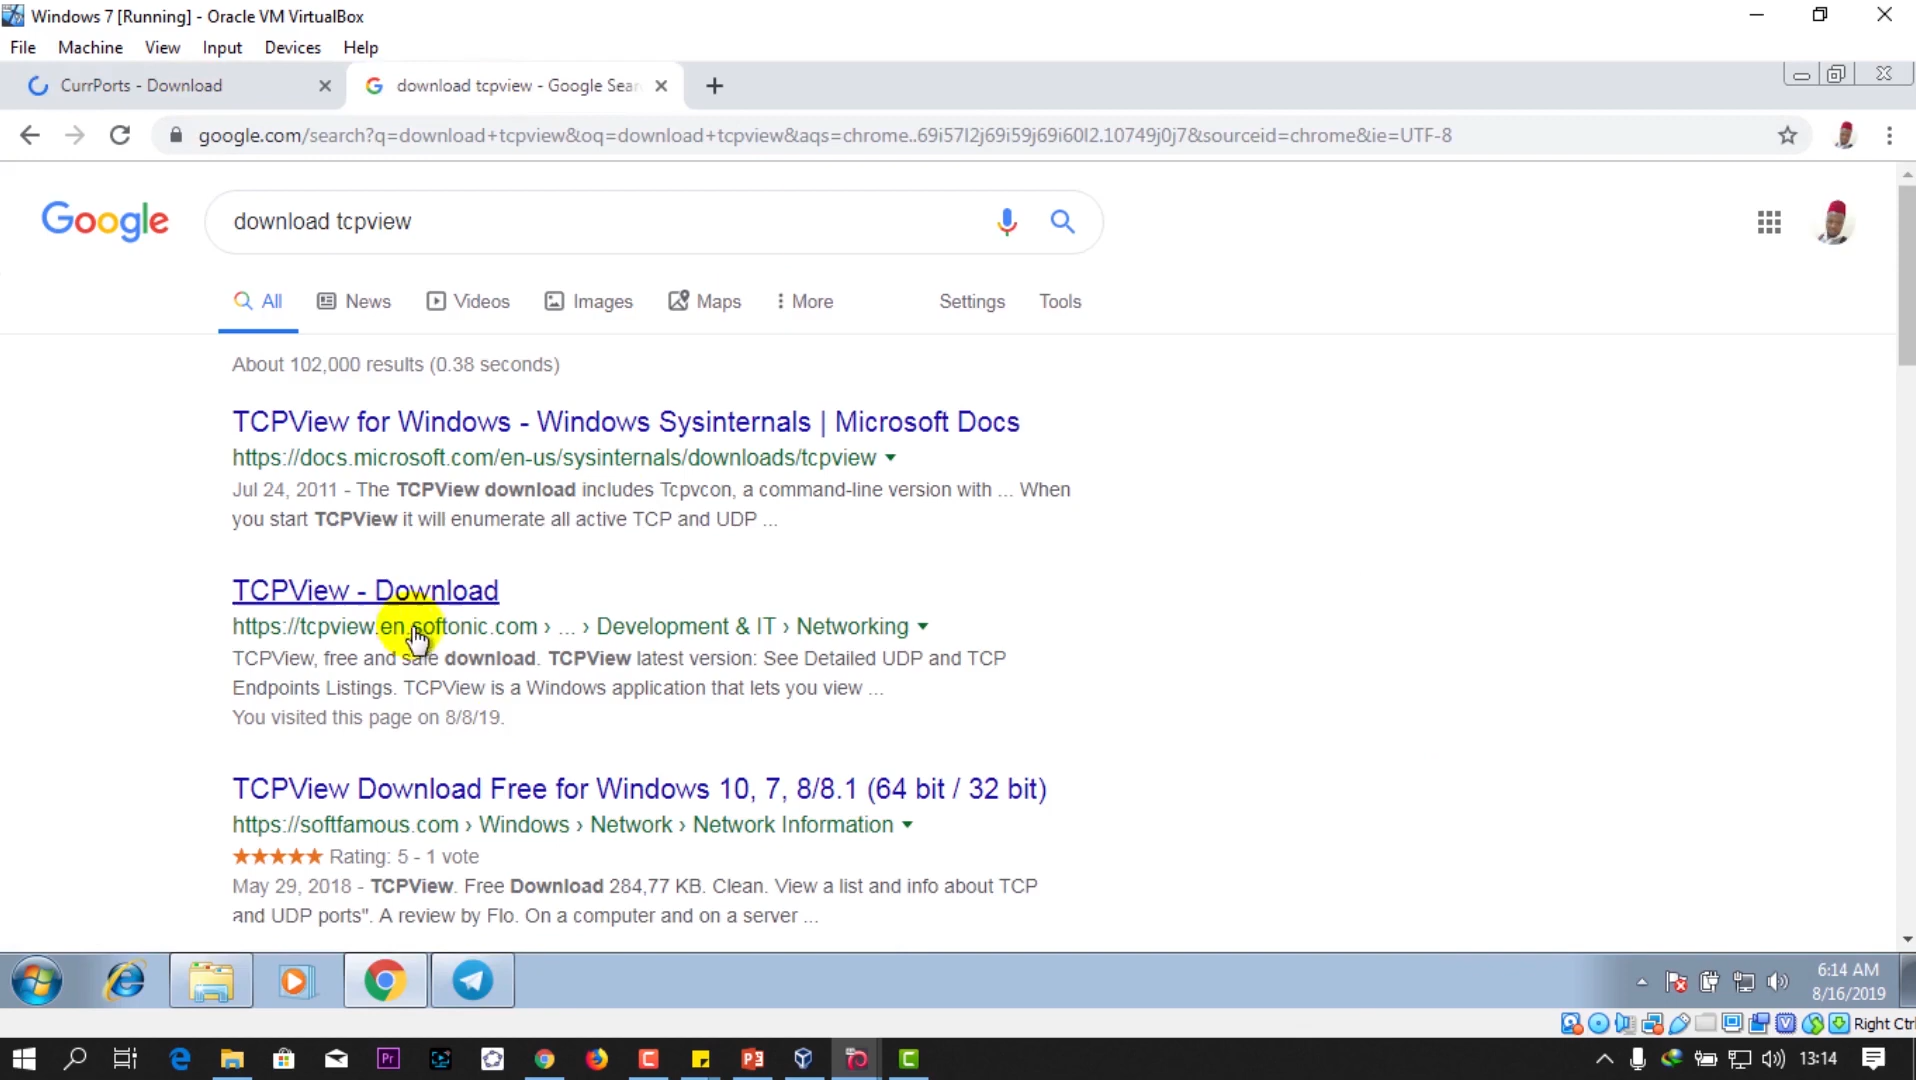 Windows 7 [Running] - Oracle VM VirtualBox
File Machine View Input Devices Help
CurrPorts - Download
download tcpview - Google Sear
google.com/search?q=download+tcpview&oq=download+tcpview&aqs=chrome..69i57l2j69i59j69i60l2.10749j0j7&sourceid=chrome&ie=UTF-8
Google
download tcpview
All News Videos Images Maps More Settings Tools
About 102,000 results (0.38 seconds)
TCPView for Windows - Windows Sysinternals | Microsoft Docs
https://docs.microsoft.com/en-us/sysinternals/downloads/tcpview
Jul 24, 2011 - The TCPView download includes Tcpvcon, a command-line version with ... When
you start TCPView it will enumerate all active TCP and UDP ...
TCPView - Download
https://tcpview.en.softonic.com › ... › Development & IT › Networking
TCPView, free and safe download. TCPView latest version: See Detailed UDP and TCP
Endpoints Listings. TCPView is a Windows application that lets you view ...
You visited this page on 8/8/19.
TCPView Download Free for Windows 10, 7, 8/8.1 (64 bit / 32 bit)
https://softfamous.com › Windows › Network › Network Information
Rating: 5 - 1 vote
May 29, 2018 - TCPView. Free Download 284,77 KB. Clean. View a list and info about TCP
and UDP ports". A review by Flo. On a computer and on a server ...
6:14 AM
8/16/2019
Right Ctrl
Pr
13:14